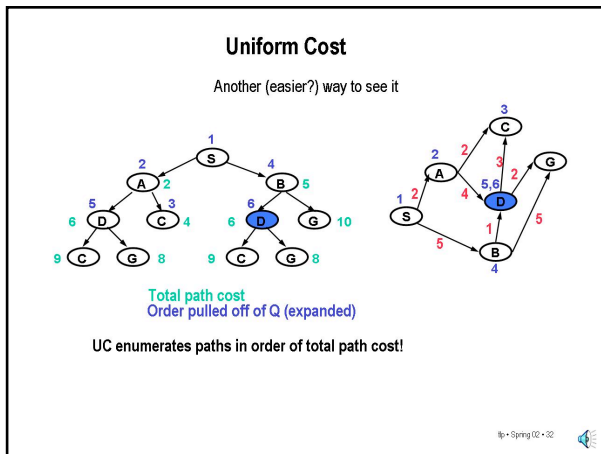 Uniform Cost
Another (easier?) way to see it
1
S
2
A
2
4
B
5
5
6
D
3
C
4
6
6
D
G
10
9
C
G
8
9
C
G
8
3
C
2
A
2
3
G
5,6
D
2
1
S
2
4
1
5
5
B
4
Total path cost
Order pulled off of Q (expanded)
UC enumerates paths in order of total path cost!
tlp • Spring 02 • 32